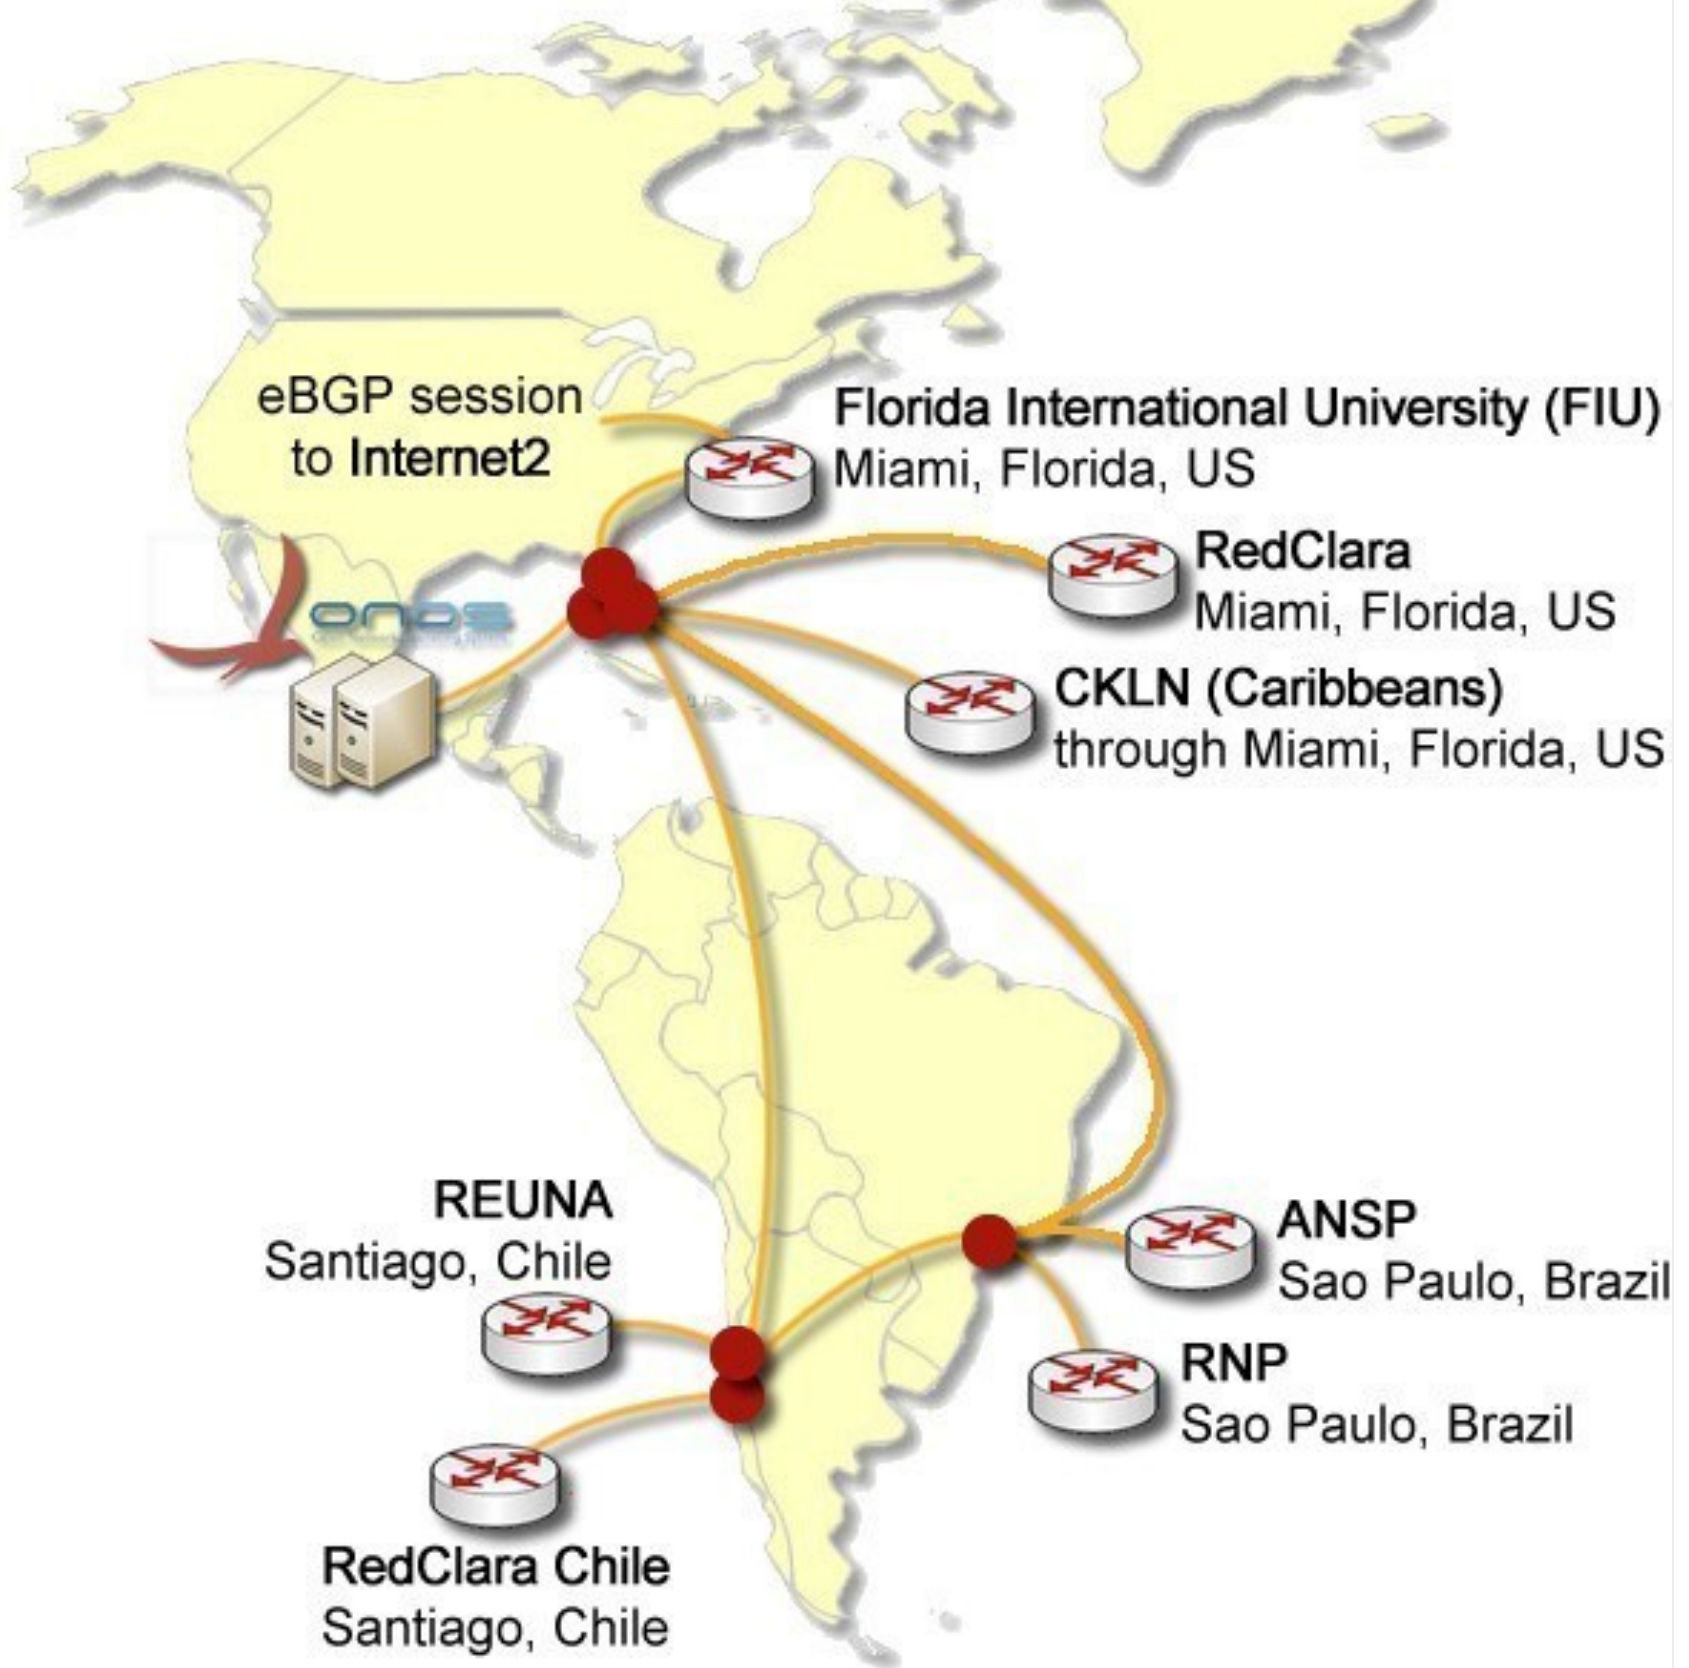 eBGP session
to Internet2
Florida International University (FIU)
Miami, Florida, US
RedClara
Miami, Florida, US
onos
CKLN (Caribbeans)
through Miami, Florida, US
REUNA
Santiago, Chile
ANSP
Sao Paulo, Brazil
RNP
Sao Paulo, Brazil
RedClara Chile
Santiago, Chile